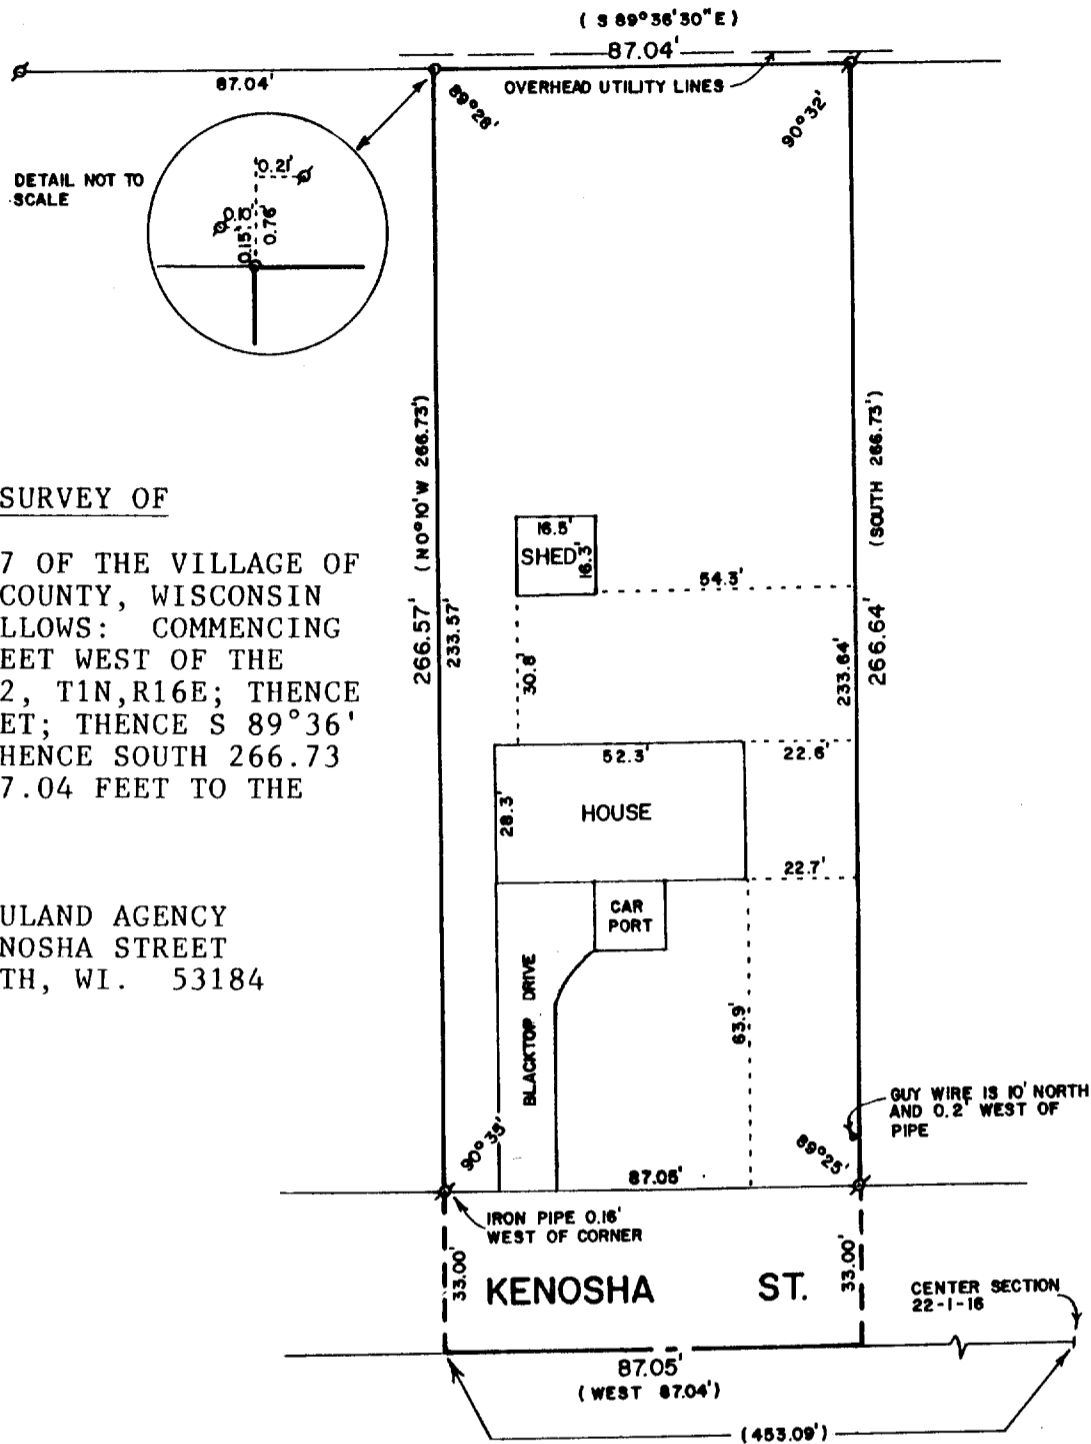 ( S 89°36'30" E )
87.04'
87.04'
OVERHEAD UTILITY LINES
89°28'
90°32'
DETAIL NOT TO
SCALE
0.21'
0.10'
0.15'
0.76'
(N0°10'W 266.73')
(SOUTH 266.73')
266.57'
233.57'
233.64'
266.64'
SURVEY OF
7 OF THE VILLAGE OF
COUNTY, WISCONSIN
LLOWS: COMMENCING
EET WEST OF THE
2, T1N,R16E; THENCE
ET; THENCE S 89°36'
HENCE SOUTH 266.73
7.04 FEET TO THE
ULAND AGENCY
NOSHA STREET
TH, WI. 53184
16.5'
SHED
16.3'
54.3'
30.8'
52.3'
22.6'
28.3'
HOUSE
22.7'
CAR
PORT
BLACKTOP DRIVE
63.9'
GUY WIRE IS 10' NORTH
AND 0.2' WEST OF
PIPE
90°35'
89°25'
87.05'
IRON PIPE 0.16'
WEST OF CORNER
33.00'
KENOSHA ST.
33.00'
CENTER SECTION
22-1-16
87.05'
( WEST 87.04')
(453.09')